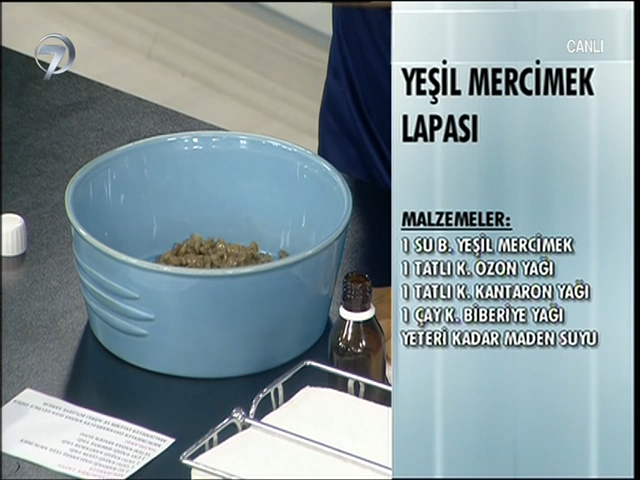 7
CANLI
YEŞİL MERCİMEK
LAPASI
MALZEMELER:
1 SU B. YEŞİL MERCİMEK
1 TATLI K. OZON YAĞI
1 TATLI K. KANTARON YAĞI
1 ÇAY K. BİBERİYE YAĞI
YETERİ KADAR MADEN SUYU